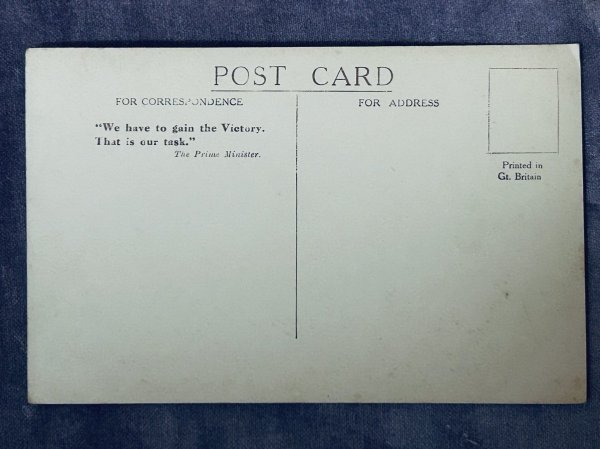 POST CARD
FOR CORRESPONDENCE
FOR ADDRESS
"We have to gain the Victory.
That is our task."
The Prime Minister.
Printed in
Gt. Britain